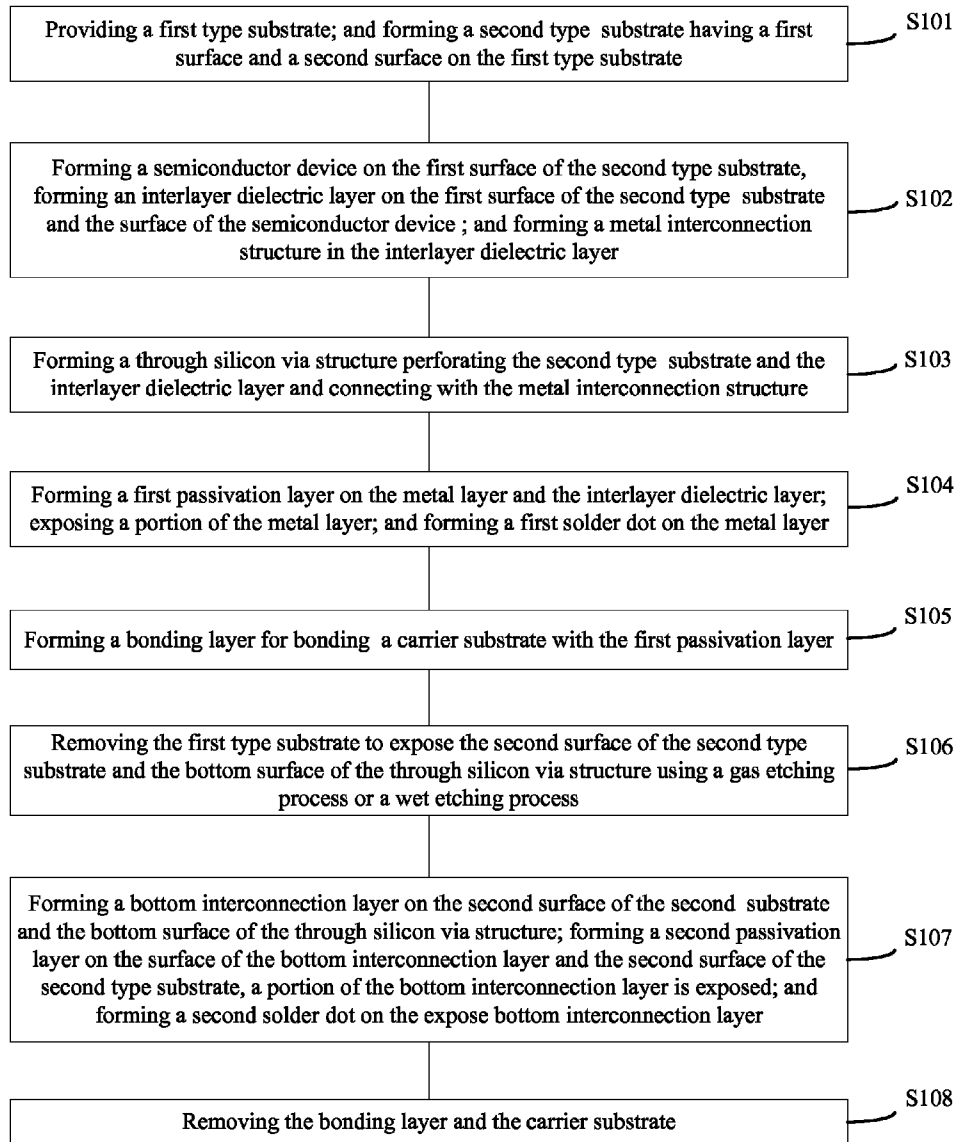 Providing a first type substrate; and forming a second type substrate having a first
surface and a second surface on the first type substrate
S101
Forming a semiconductor device on the first surface of the second type substrate,
forming an interlayer dielectric layer on the first surface of the second type substrate
and the surface of the semiconductor device ; and forming a metal interconnection
structure in the interlayer dielectric layer
S102
Forming a through silicon via structure perforating the second type substrate and the
interlayer dielectric layer and connecting with the metal interconnection structure
S103
Forming a first passivation layer on the metal layer and the interlayer dielectric layer;
exposing a portion of the metal layer; and forming a first solder dot on the metal layer
S104
Forming a bonding layer for bonding a carrier substrate with the first passivation layer
S105
Removing the first type substrate to expose the second surface of the second type
substrate and the bottom surface of the through silicon via structure using a gas etching
process or a wet etching process
S106
Forming a bottom interconnection layer on the second surface of the second substrate
and the bottom surface of the through silicon via structure; forming a second passivation
layer on the surface of the bottom interconnection layer and the second surface of the
second type substrate, a portion of the bottom interconnection layer is exposed; and
forming a second solder dot on the expose bottom interconnection layer
S107
Removing the bonding layer and the carrier substrate
S108